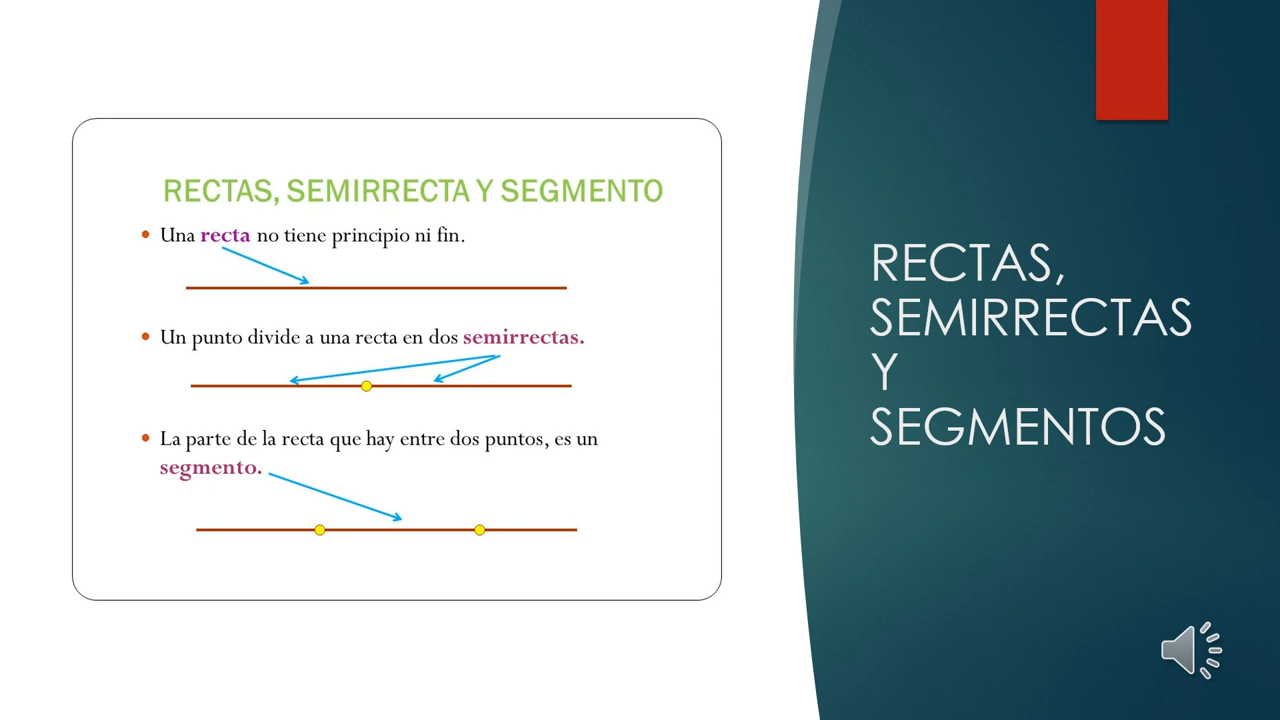 RECTAS, SEMIRRECTA Y SEGMENTO
• Una recta no tiene principio ni fin.
• Un punto divide a una recta en dos semirrectas.
• La parte de la recta que hay entre dos puntos, es un
segmento.
RECTAS,
SEMIRRECTAS
Y
SEGMENTOS